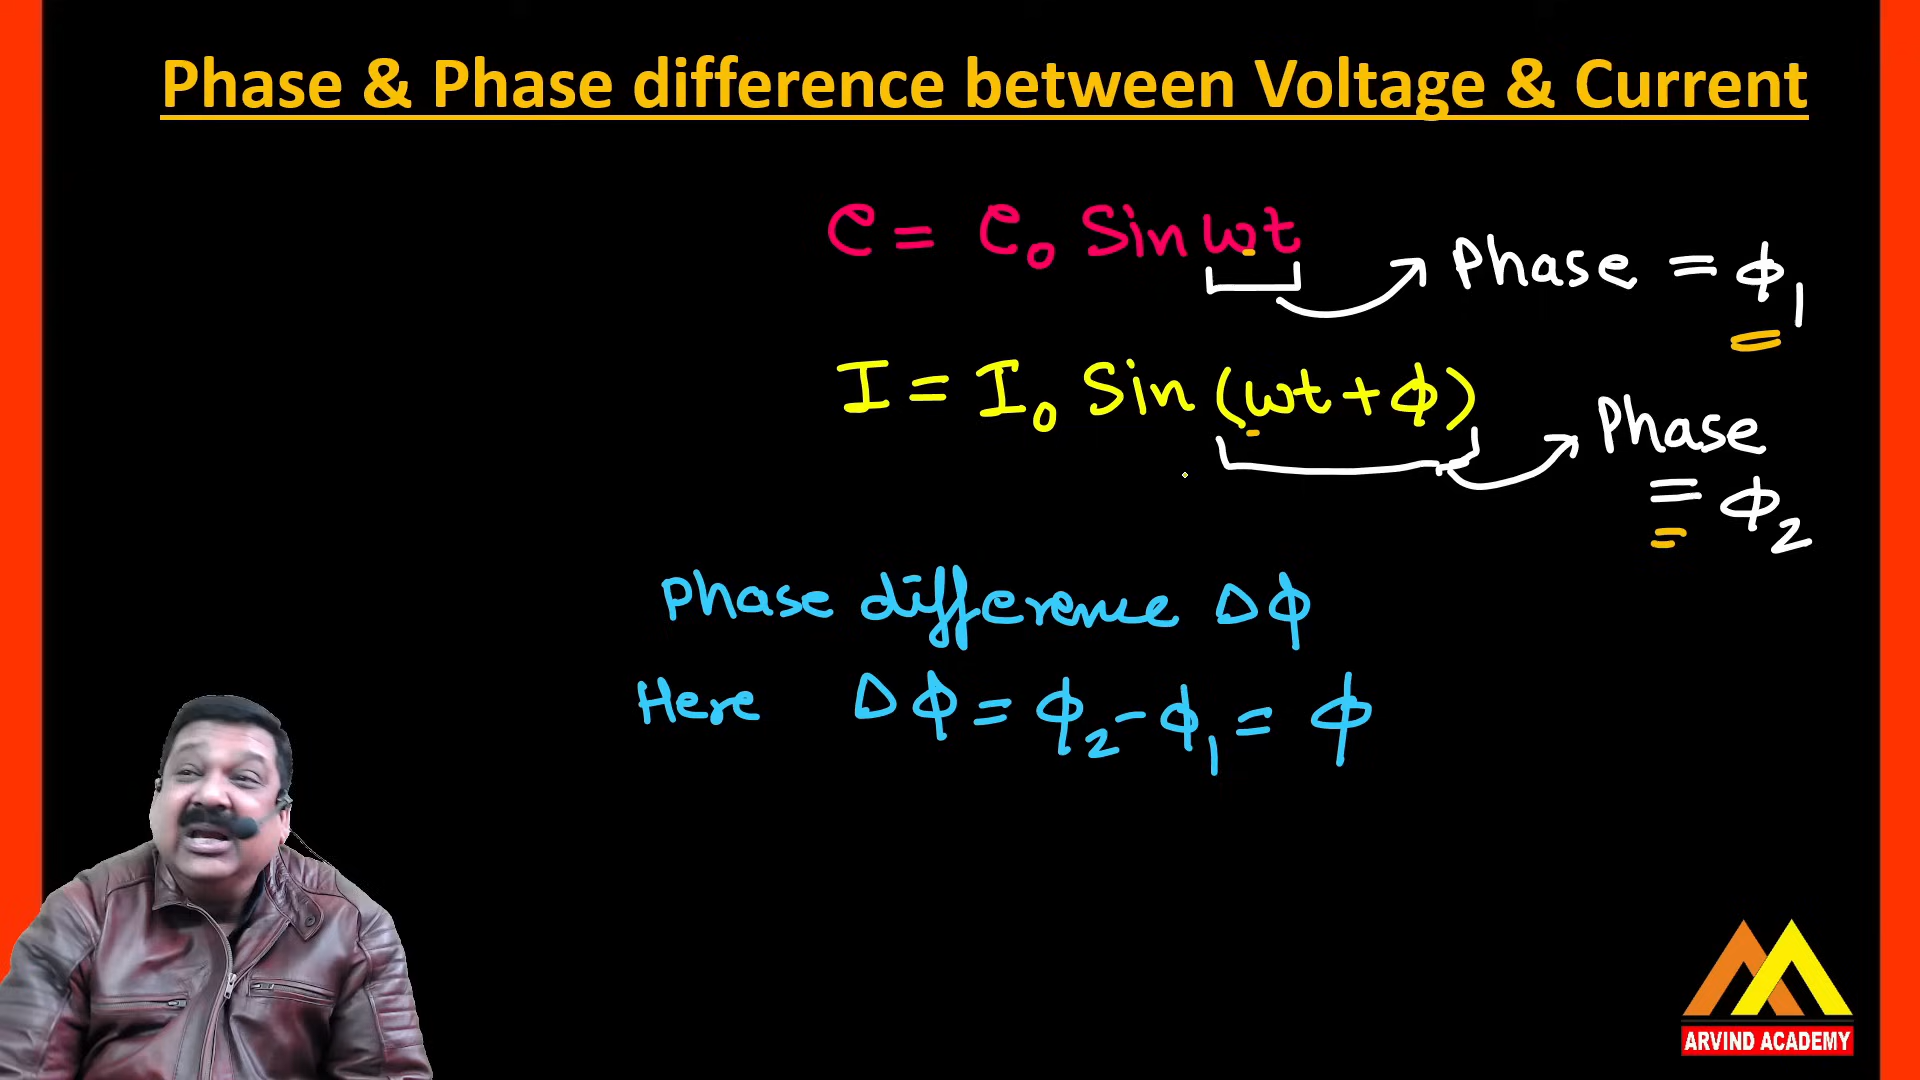 Phase & Phase difference between Voltage & Current
e = e₀ Sin ωt
Phase = ϕ₁
I = I₀ Sin (ωt + ϕ)
Phase
= ϕ₂
Phase difference Δϕ
Here Δϕ = ϕ₂ - ϕ₁ = ϕ
ARVIND ACADEMY